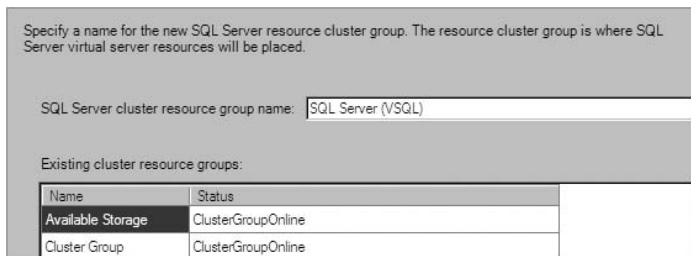 Specify a name for the new SQL Server resource cluster group. The resource cluster group is where SQL
Server virtual server resources will be placed.
SQL Server cluster resource group name: SQL Server (VSQL)
Existing cluster resource groups:
Name Status
Available Storage ClusterGroupOnline
Cluster Group ClusterGroupOnline